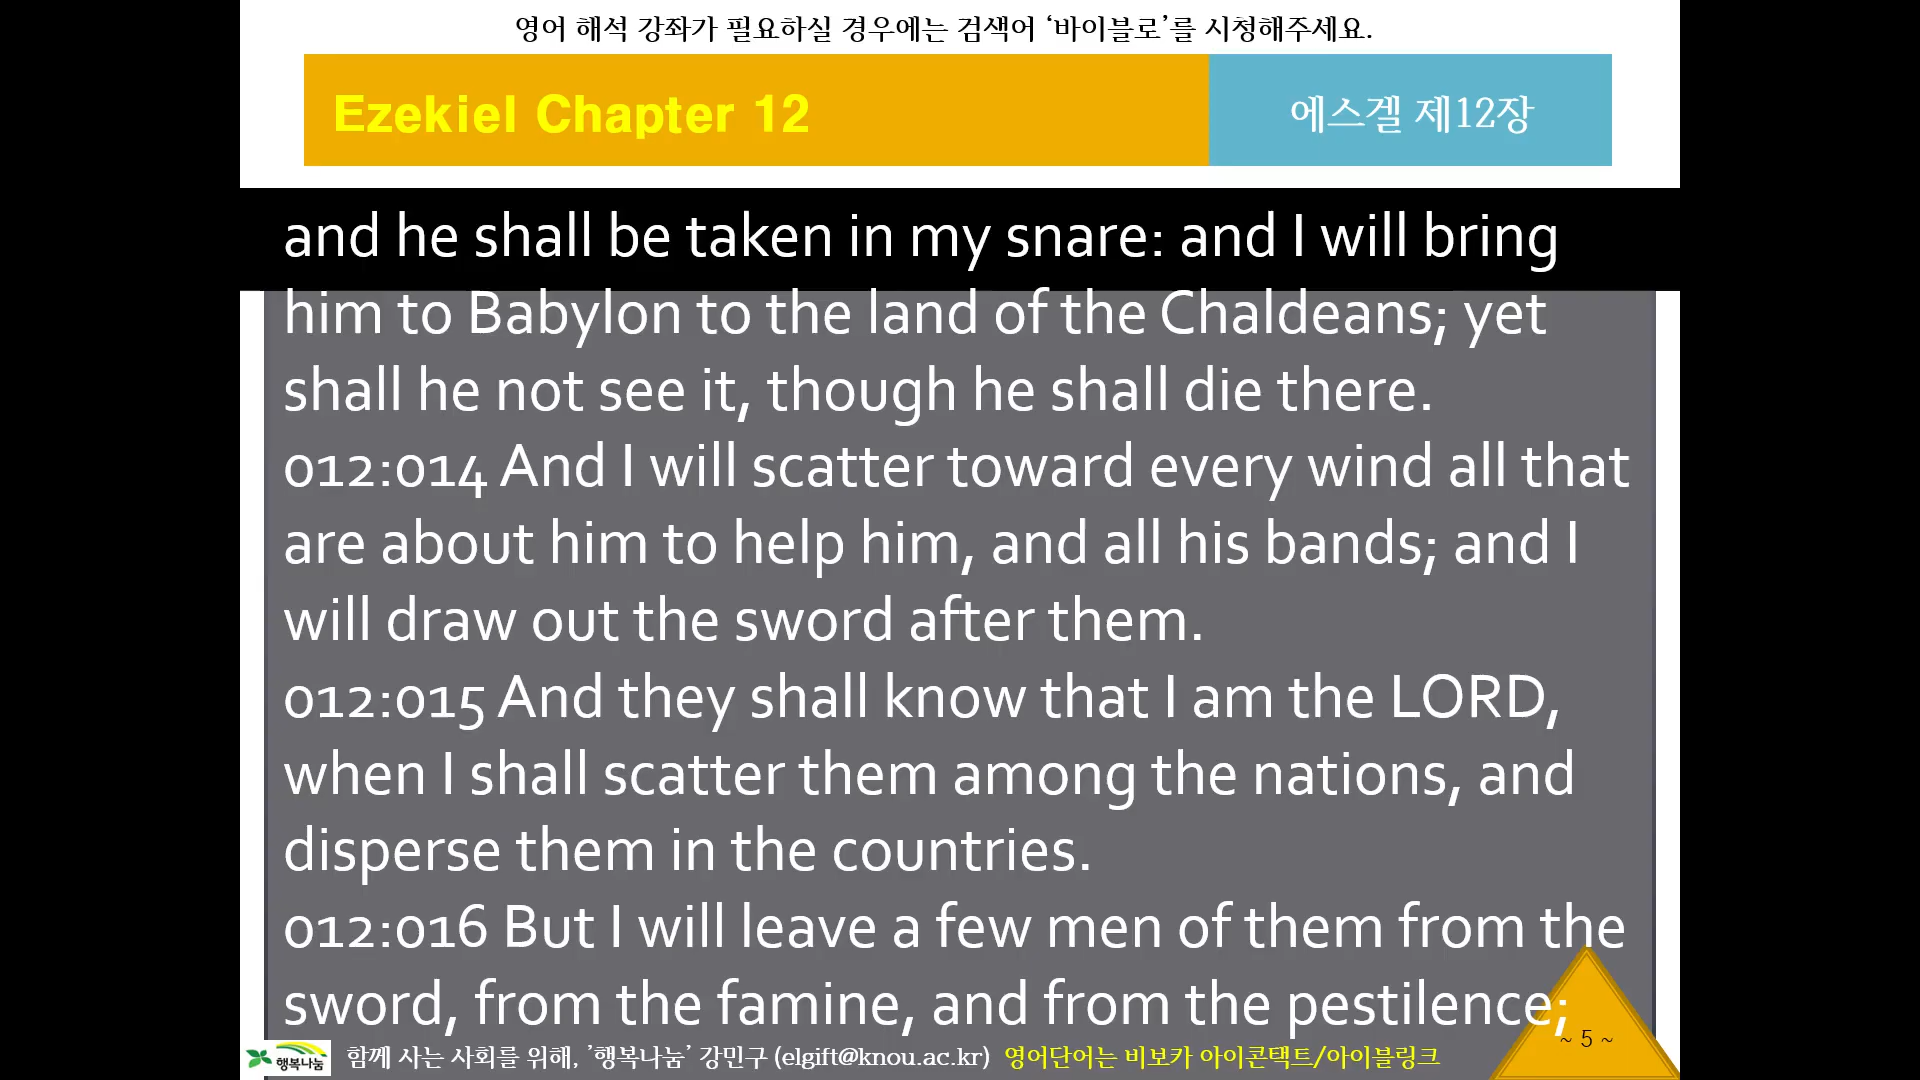 영어 해석 강좌가 필요하실 경우에는 검색어 ‘바이블로’를 시청해주세요.
Ezekiel Chapter 12
에스겔 제12장
and he shall be taken in my snare: and I will bring
him to Babylon to the land of the Chaldeans; yet
shall he not see it, though he shall die there.
012:014 And I will scatter toward every wind all that
are about him to help him, and all his bands; and I
will draw out the sword after them.
012:015 And they shall know that I am the LORD,
when I shall scatter them among the nations, and
disperse them in the countries.
012:016 But I will leave a few men of them from the
sword, from the famine, and from the pestilence;
~ 5 ~
행복나눔
함께 사는 사회를 위해, ’행복나눔’ 강민구 (elgift@knou.ac.kr) 영어단어는 비보카 아이콘택트/아이블링크